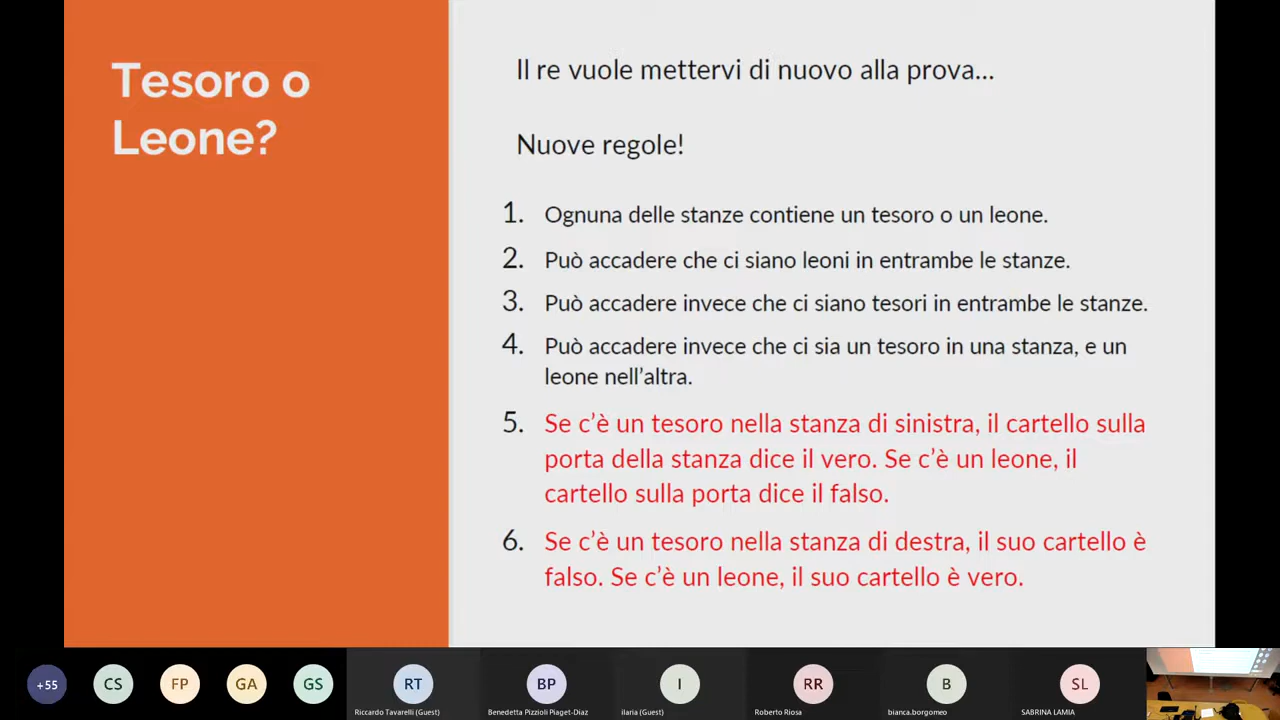 Tesoro o
Leone?
Il re vuole mettervi di nuovo alla prova...
Nuove regole!
1. Ognuna delle stanze contiene un tesoro o un leone.
2. Può accadere che ci siano leoni in entrambe le stanze.
3. Può accadere invece che ci siano tesori in entrambe le stanze.
4. Può accadere invece che ci sia un tesoro in una stanza, e un
leone nell'altra.
5. Se c'è un tesoro nella stanza di sinistra, il cartello sulla
porta della stanza dice il vero. Se c'è un leone, il
cartello sulla porta dice il falso.
6. Se c'è un tesoro nella stanza di destra, il suo cartello è
falso. Se c'è un leone, il suo cartello è vero.
+55 CS FP GA GS RT BP I RR B SL
Riccardo Tavarelli (Guest) Benedetta Pizzioli Piaget-Diaz ilaria (Guest) Roberto Riosa bianca.borgomeo SABRINA LAMIA